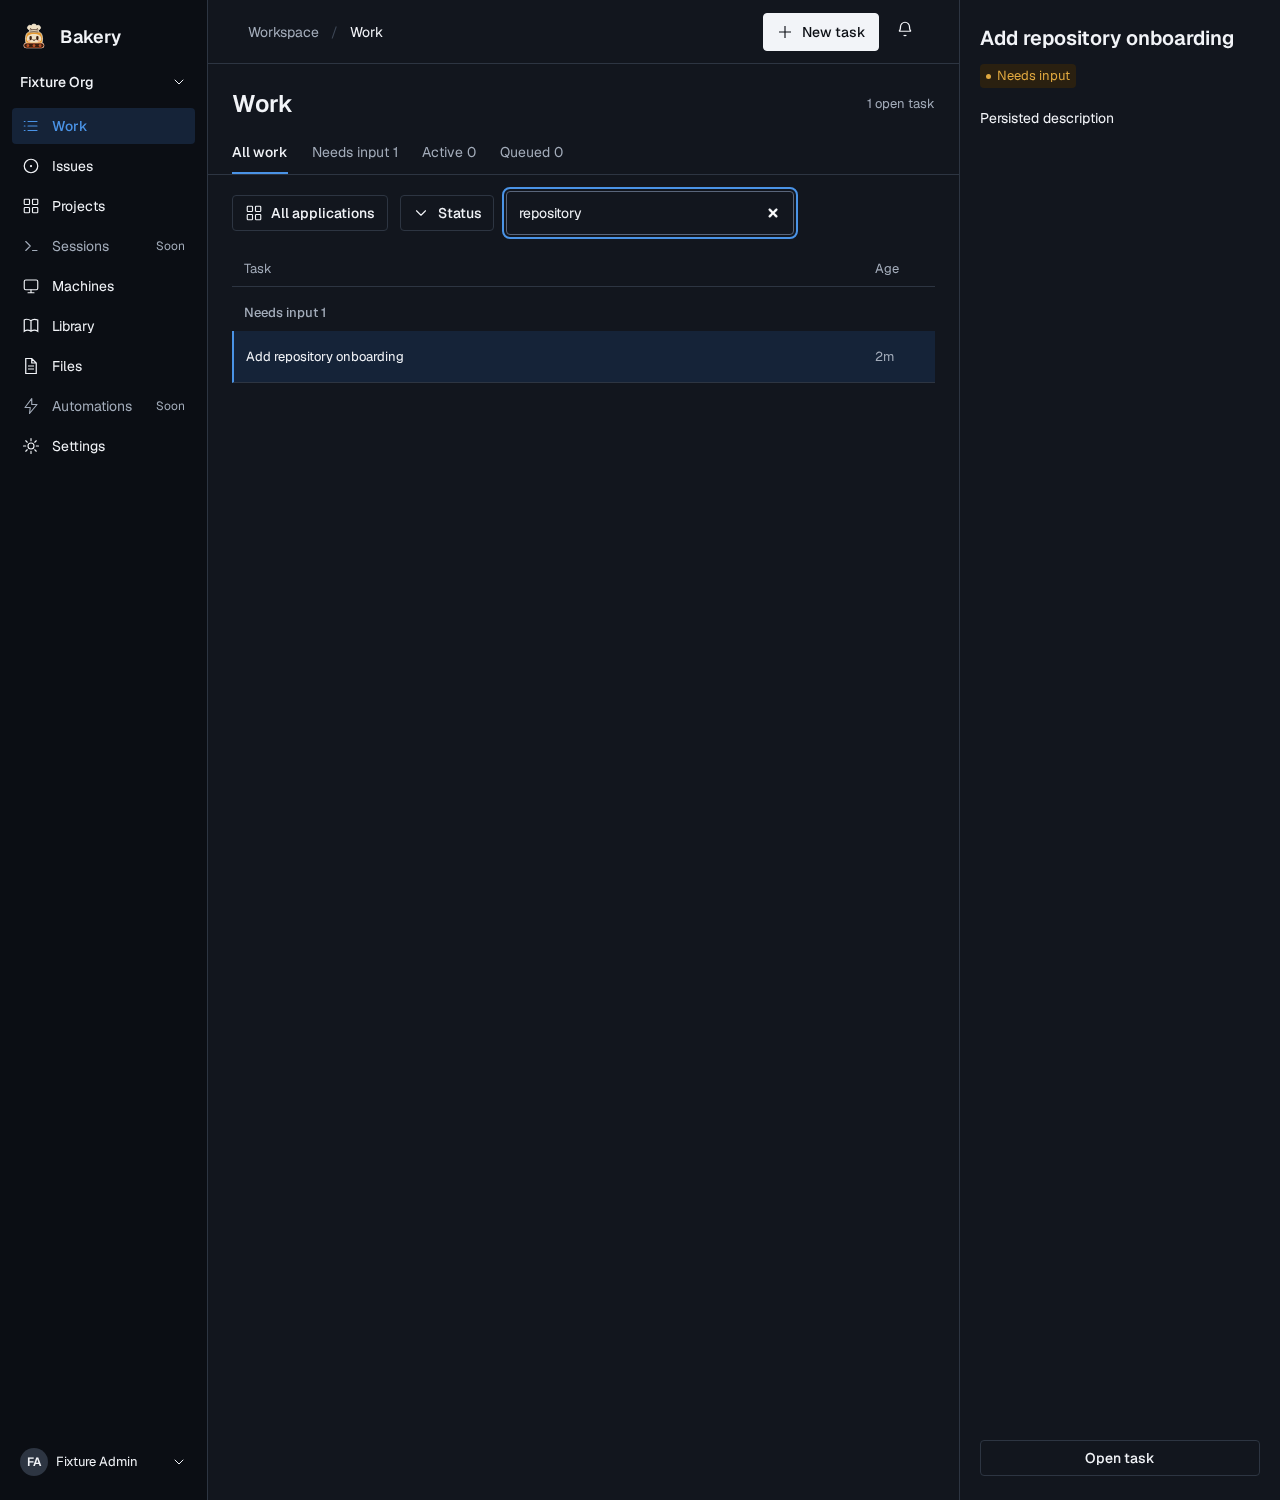 Bakery
Fixture Org
Work
Issues
Projects
Sessions Soon
Machines
Library
Files
Automations Soon
Settings
FA Fixture Admin
Workspace / Work
New task
Work
1 open task
All work Needs input 1 Active 0 Queued 0
All applications Status repository
Task Age
Needs input 1
Add repository onboarding 2m
Add repository onboarding
Needs input
Persisted description
Open task